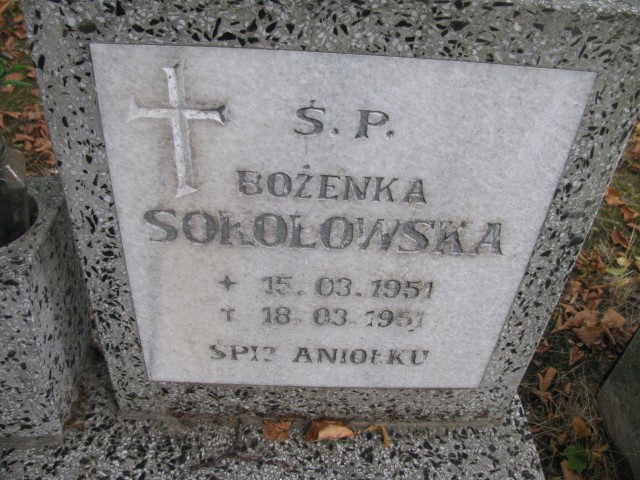 Ś. P.
BOŻENKA
SOKOŁOWSKA
15. 03. 1951
18. 03. 1951
ŚPIJ ANIOŁKU